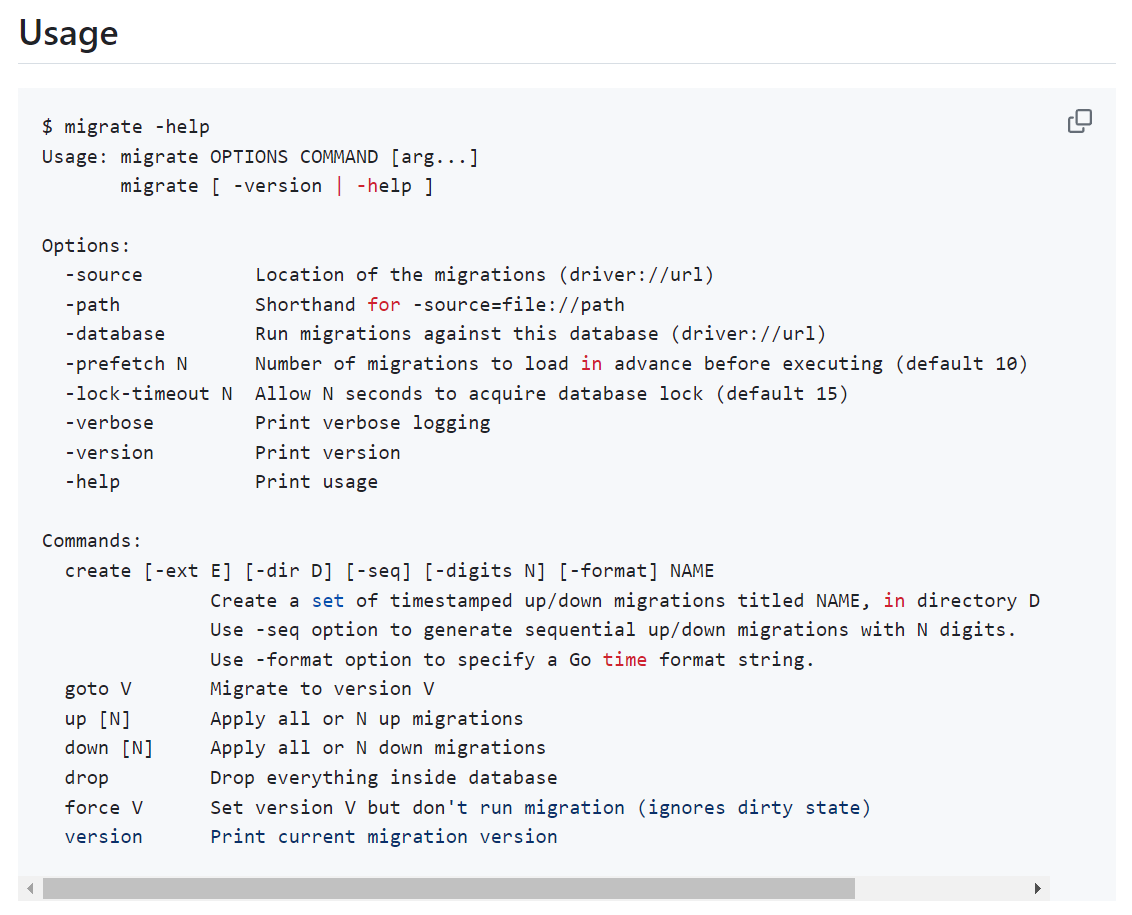 Usage
$ migrate -help
Usage: migrate OPTIONS COMMAND [arg...]
       migrate [ -version | -help ]
Options:
  -source          Location of the migrations (driver://url)
  -path            Shorthand for -source=file://path
  -database        Run migrations against this database (driver://url)
  -prefetch N      Number of migrations to load in advance before executing (default 10)
  -lock-timeout N  Allow N seconds to acquire database lock (default 15)
  -verbose         Print verbose logging
  -version         Print version
  -help            Print usage
Commands:
  create [-ext E] [-dir D] [-seq] [-digits N] [-format] NAME
               Create a set of timestamped up/down migrations titled NAME, in directory D
               Use -seq option to generate sequential up/down migrations with N digits.
               Use -format option to specify a Go time format string.
  goto V       Migrate to version V
  up [N]       Apply all or N up migrations
  down [N]     Apply all or N down migrations
  drop         Drop everything inside database
  force V      Set version V but don't run migration (ignores dirty state)
  version      Print current migration version